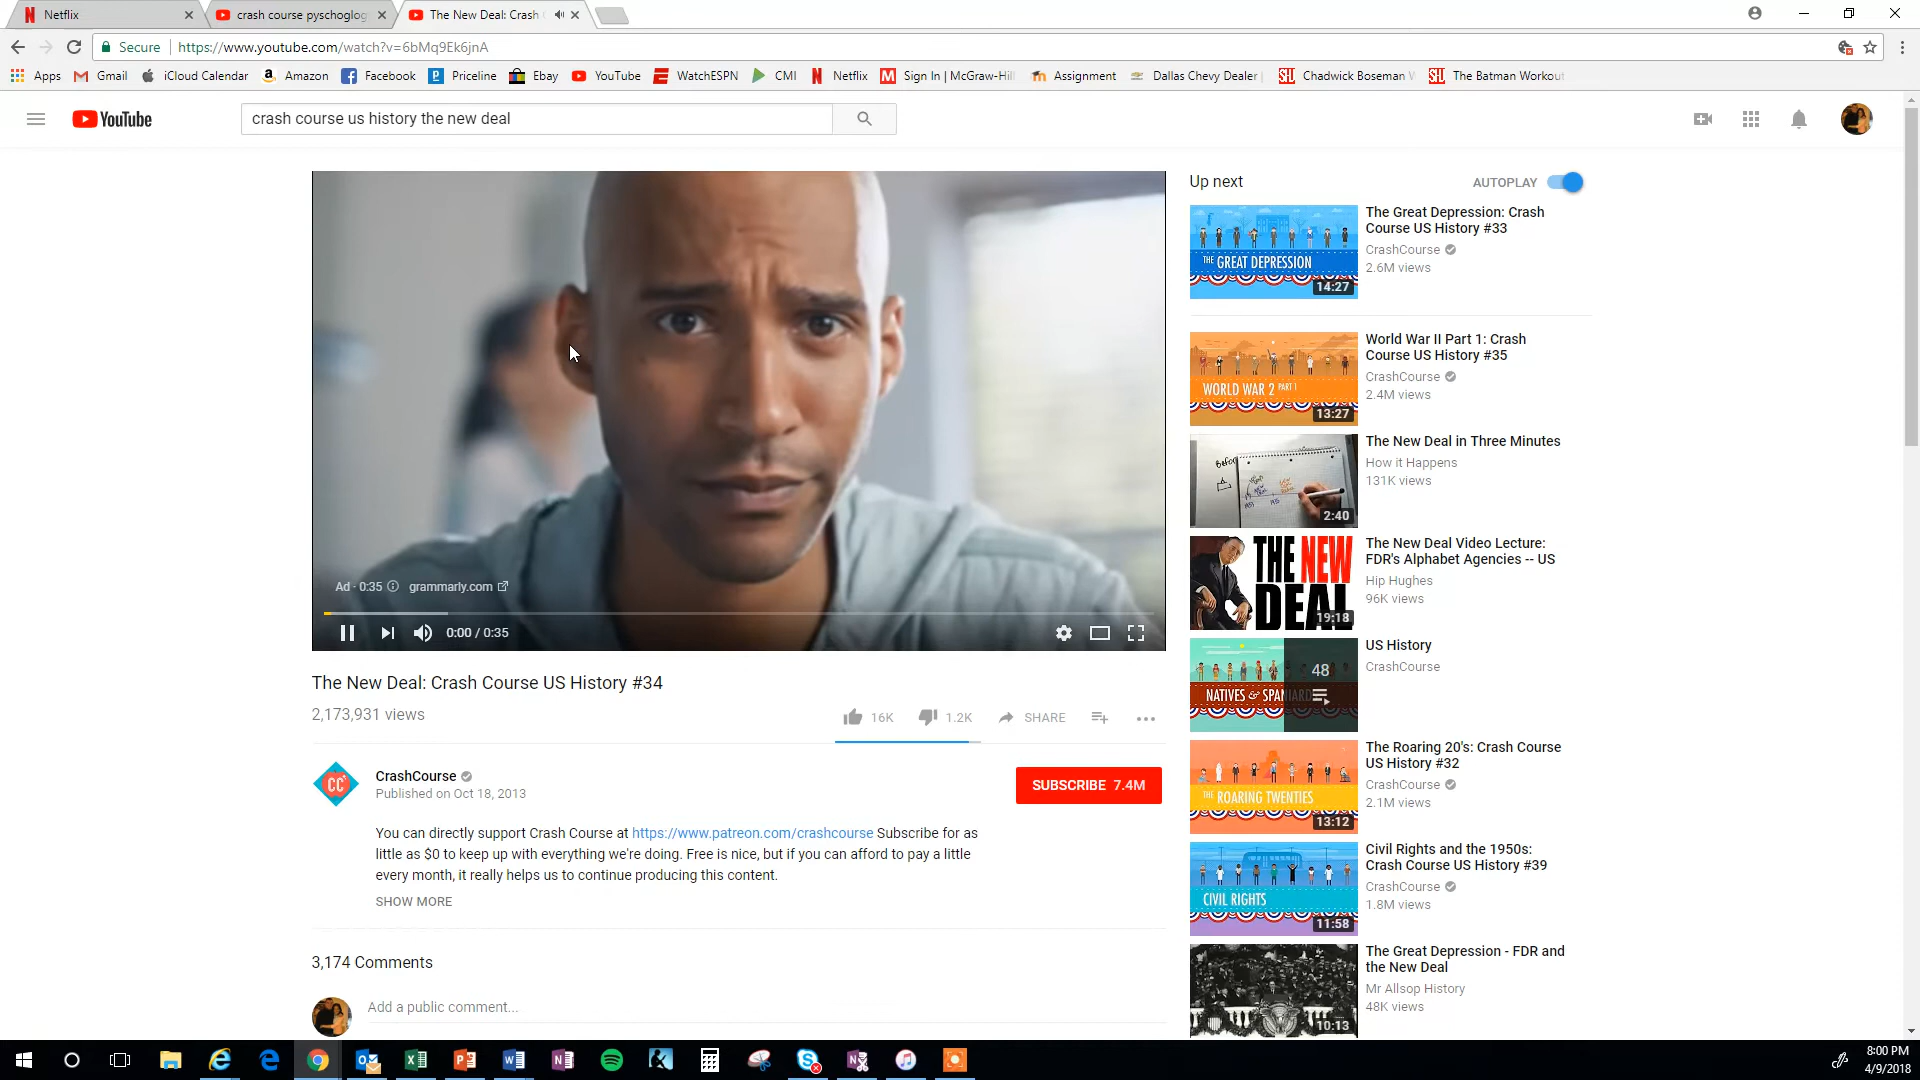 Netflix
crash course pyschoglog
The New Deal: Crash
Secure
https://www.youtube.com/watch?v=6bMq9Ek6jnA
Apps
Gmail
iCloud Calendar
Amazon
Facebook
Priceline
Ebay
YouTube
WatchESPN
CMI
Netflix
Sign In | McGraw-Hill
Assignment
Dallas Chevy Dealer
Chadwick Boseman
The Batman Workout
YouTube
crash course us history the new deal
Up next
AUTOPLAY
THE GREAT DEPRESSION
14:27
The Great Depression: Crash
Course US History #33
CrashCourse
2.6M views
WORLD WAR 2 PART 1
13:27
World War II Part 1: Crash
Course US History #35
CrashCourse
2.4M views
2:40
The New Deal in Three Minutes
How it Happens
131K views
THE NEW
DEAL
19:18
The New Deal Video Lecture:
FDR's Alphabet Agencies -- US
Hip Hughes
96K views
NATIVES & SPANIARDS
48
US History
CrashCourse
THE ROARING TWENTIES
13:12
The Roaring 20's: Crash Course
US History #32
CrashCourse
2.1M views
CIVIL RIGHTS
11:58
Civil Rights and the 1950s:
Crash Course US History #39
CrashCourse
1.8M views
10:13
The Great Depression - FDR and
the New Deal
Mr Allsop History
48K views
Ad · 0:35
grammarly.com
0:00 / 0:35
The New Deal: Crash Course US History #34
2,173,931 views
16K
1.2K
SHARE
CC
CrashCourse
Published on Oct 18, 2013
SUBSCRIBE 7.4M
You can directly support Crash Course at https://www.patreon.com/crashcourse Subscribe for as
little as $0 to keep up with everything we're doing. Free is nice, but if you can afford to pay a little
every month, it really helps us to continue producing this content.
SHOW MORE
3,174 Comments
Add a public comment...
8:00 PM
4/9/2018